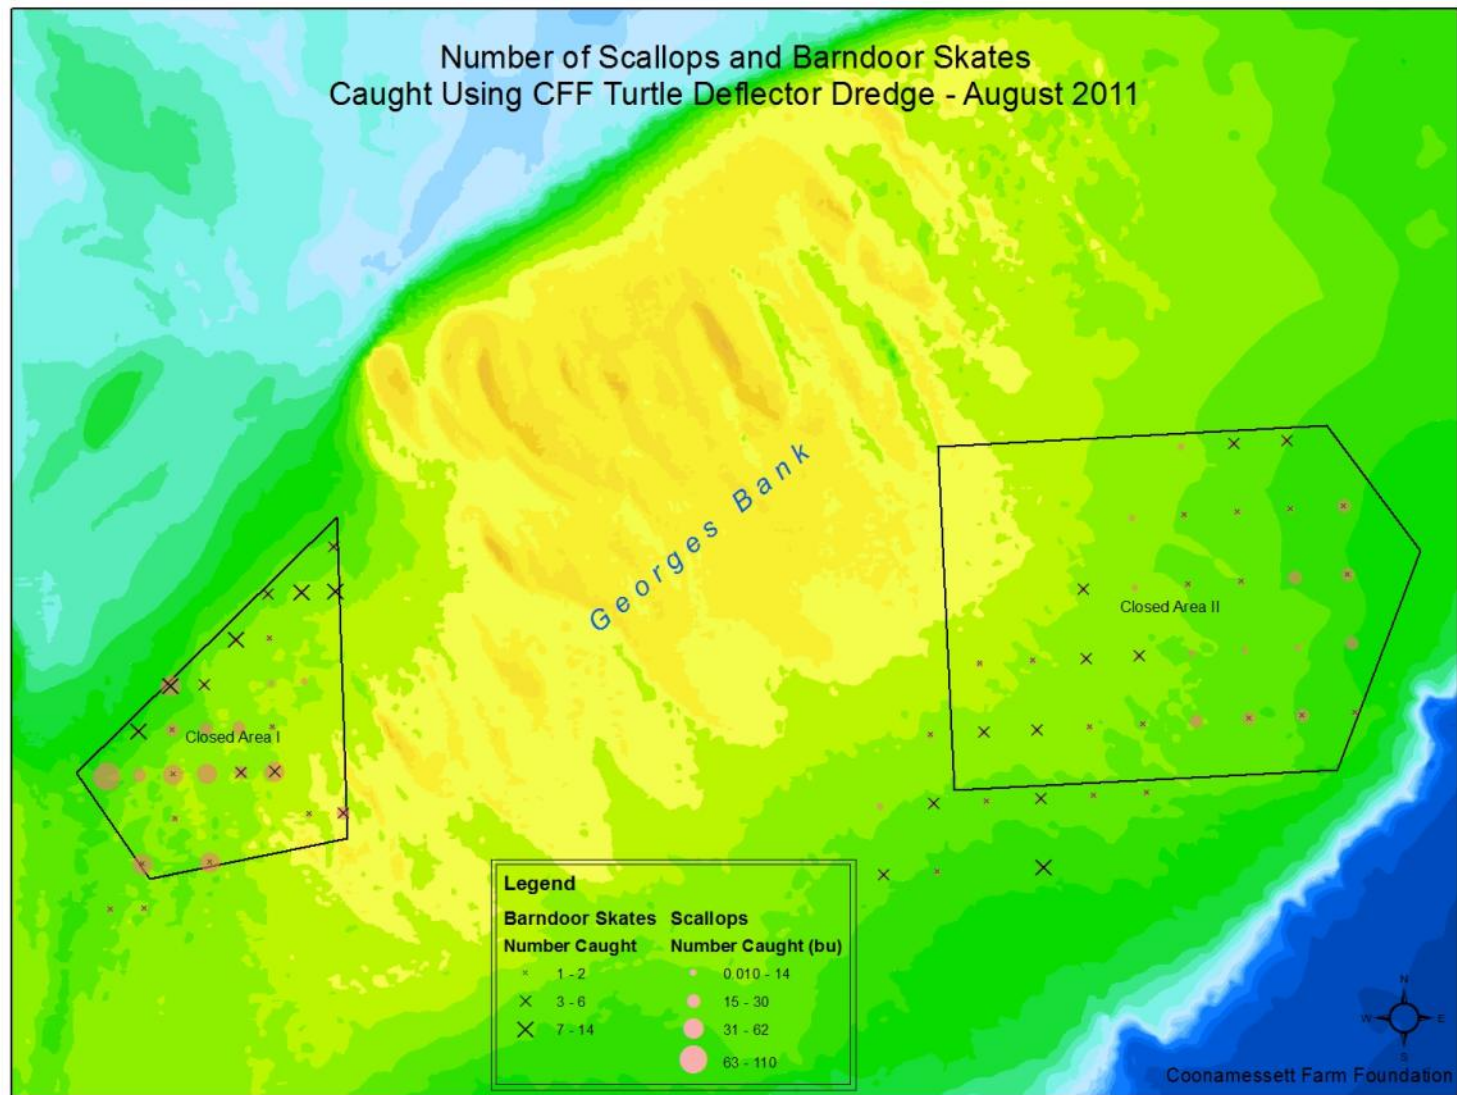 Number of Scallops and Barndoor Skates
Caught Using CFF Turtle Deflector Dredge - August 2011
Georges Bank
Closed Area II
Closed Area I
Legend
Barndoor Skates Scallops
Number Caught Number Caught (bu)
1 - 2 0.010 - 14
3 - 6 15 - 30
7 - 14 31 - 62
63 - 110
N
W E
S
Coonamessett Farm Foundation